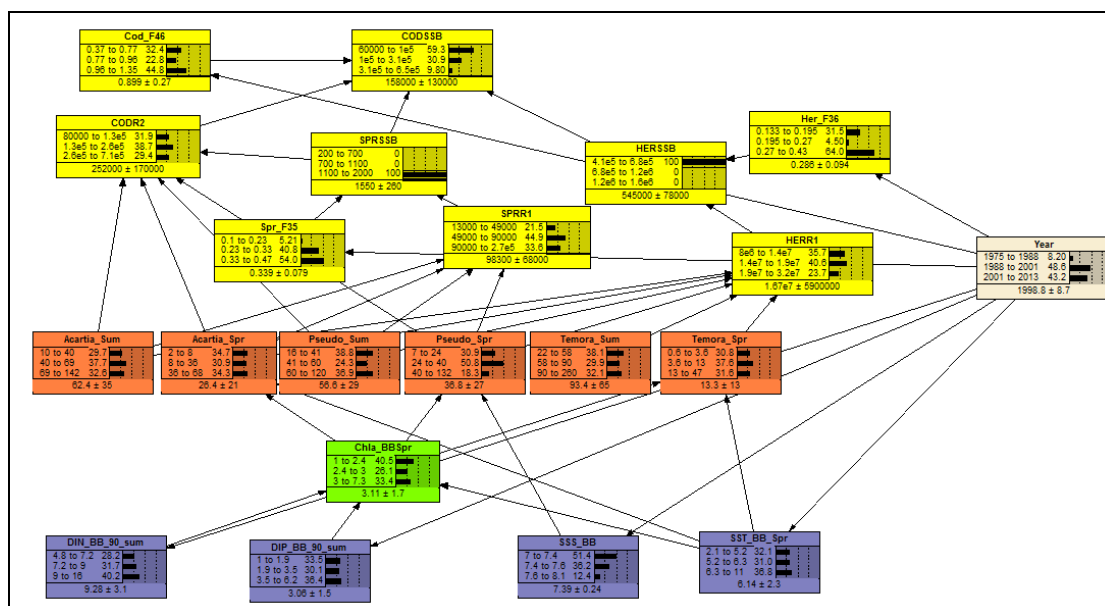 Cod_F46
0.37 to 0.77 32.4
0.77 to 0.96 22.8
0.96 to 1.35 44.8
0.899 ± 0.27
CODSSB
60000 to 1e5 59.3
1e5 to 3.1e5 30.9
3.1e5 to 6.5e5 9.80
158000 ± 130000
CODR2
80000 to 1.3e5 31.9
1.3e5 to 2.6e5 38.7
2.6e5 to 7.1e5 29.4
252000 ± 170000
SPRSSB
200 to 700 0
700 to 1100 0
1100 to 2000 100
1550 ± 260
HERSSB
4.1e5 to 6.8e5 100
6.8e5 to 1.2e6 0
1.2e6 to 1.6e6 0
545000 ± 78000
Her_F36
0.133 to 0.195 31.5
0.195 to 0.27 4.50
0.27 to 0.43 64.0
0.286 ± 0.094
Spr_F35
0.1 to 0.23 5.21
0.23 to 0.33 40.8
0.33 to 0.47 54.0
0.339 ± 0.079
SPRR1
13000 to 49000 21.5
49000 to 90000 44.9
90000 to 2.7e5 33.6
98300 ± 68000
HERR1
8e6 to 1.4e7 35.7
1.4e7 to 1.9e7 40.6
1.9e7 to 3.2e7 23.7
1.67e7 ± 5900000
Year
1975 to 1988 8.20
1988 to 2001 48.6
2001 to 2013 43.2
1998.8 ± 8.7
Acartia_Sum
10 to 40 29.7
40 to 69 37.7
69 to 142 32.6
62.4 ± 35
Acartia_Spr
2 to 8 34.7
8 to 36 30.9
36 to 68 34.3
26.4 ± 21
Pseudo_Sum
16 to 41 38.8
41 to 60 24.3
60 to 120 36.9
56.6 ± 29
Pseudo_Spr
7 to 24 30.9
24 to 40 50.8
40 to 132 18.3
36.8 ± 27
Temora_Sum
22 to 58 38.1
58 to 90 29.9
90 to 260 32.1
93.4 ± 65
Temora_Spr
0.6 to 3.6 30.8
3.6 to 13 37.6
13 to 47 31.6
13.3 ± 13
Chla_BBSpr
1 to 2.4 40.5
2.4 to 3 26.1
3 to 7.3 33.4
3.11 ± 1.7
DIN_BB_90_sum
4.8 to 7.2 28.2
7.2 to 9 31.7
9 to 16 40.2
9.28 ± 3.1
DIP_BB_90_sum
1 to 1.9 33.5
1.9 to 3.5 30.1
3.5 to 6.2 36.4
3.06 ± 1.5
SSS_BB
7 to 7.4 51.4
7.4 to 7.6 36.2
7.6 to 8.1 12.4
7.39 ± 0.24
SST_BB_Spr
2.1 to 5.2 32.1
5.2 to 6.3 31.0
6.3 to 11 36.8
6.14 ± 2.3